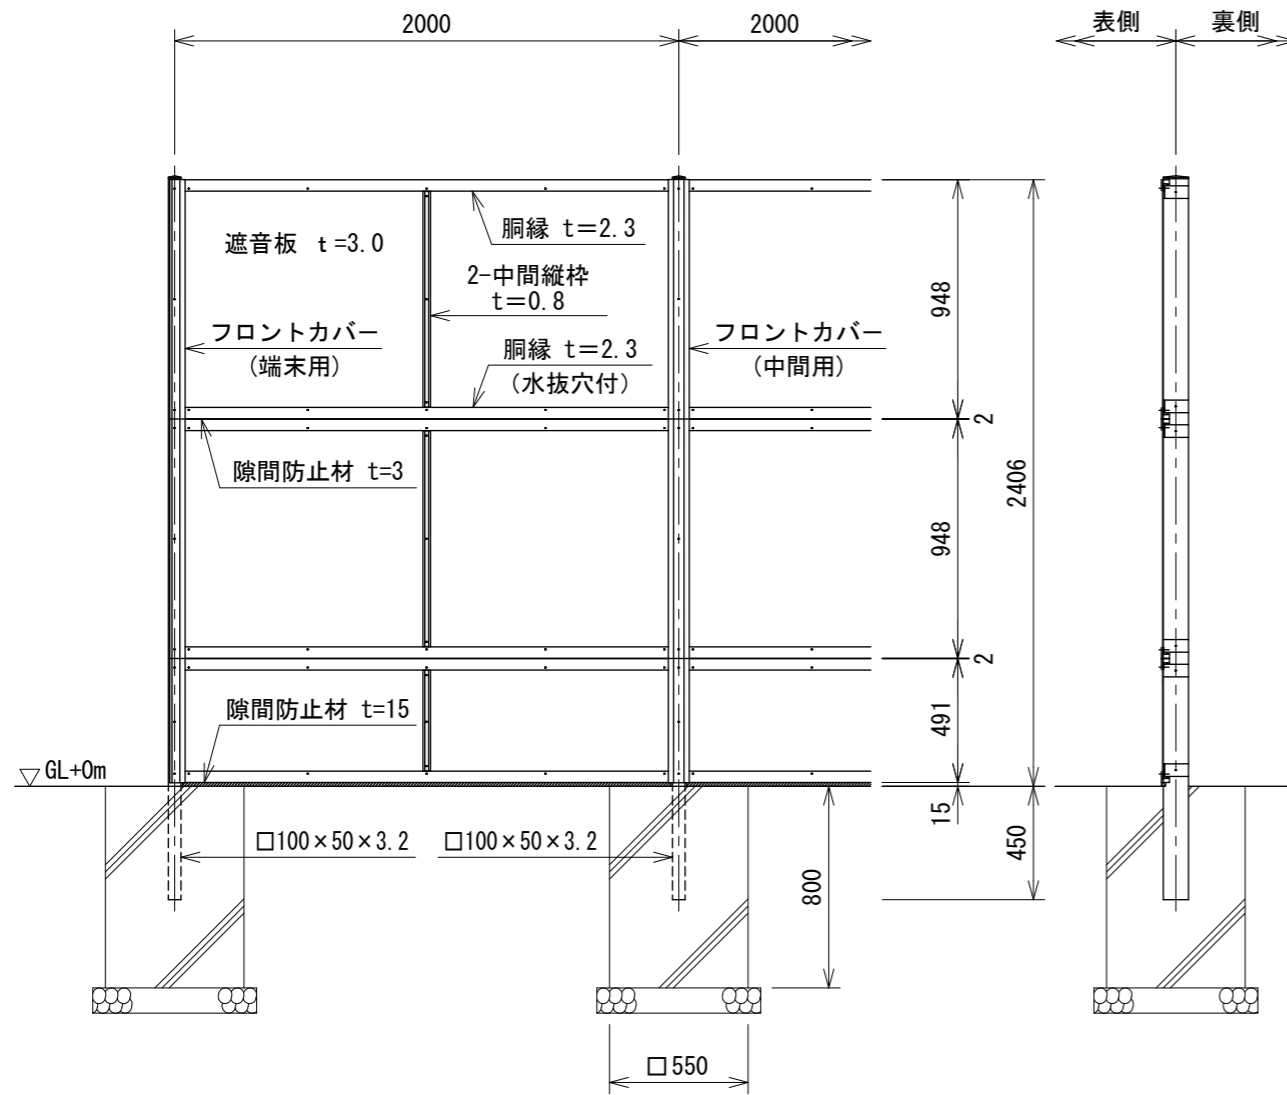 2000
2000
表側
裏側
胴縁 t=2.3
遮音板 t=3.0
2-中間縦枠
t=0.8
フロントカバー
(端末用)
胴縁 t=2.3
(水抜穴付)
フロントカバー
(中間用)
948
2
隙間防止材 t=3
2406
948
2
隙間防止材 t=15
491
GL+0m
15
□100×50×3.2
□100×50×3.2
450
800
□550